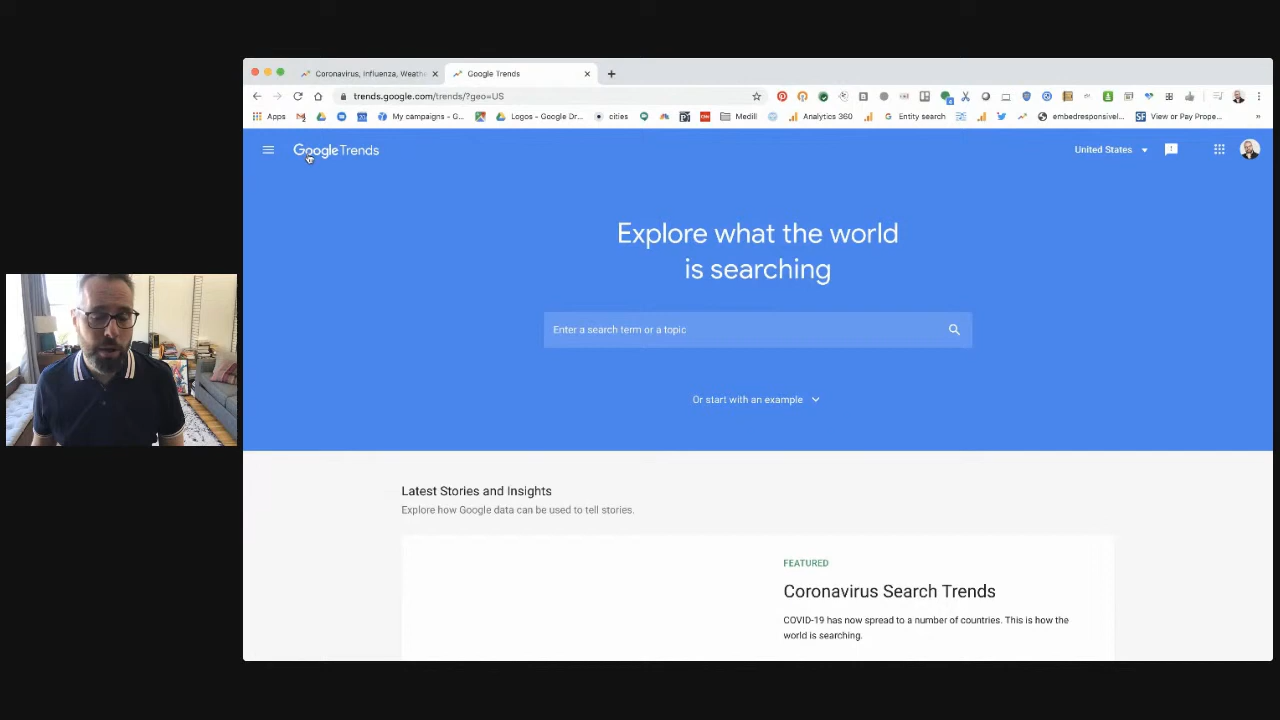 Coronavirus, Influenza, Weath
Google Trends
trends.google.com/trends/?geo=US
Apps
My campaigns - G...
Logos - Google Dr...
cities
Medill
Analytics 360
Entity search
embedresponsivel...
View or Pay Prope...
»
Google Trends
United States
Explore what the world
is searching
Enter a search term or a topic
Or start with an example
Latest Stories and Insights
Explore how Google data can be used to tell stories.
FEATURED
Coronavirus Search Trends
COVID-19 has now spread to a number of countries. This is how the
world is searching.